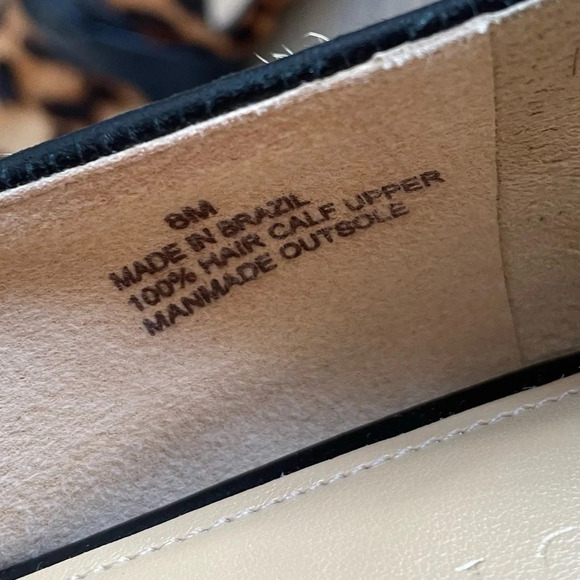 8M
MADE IN BRAZIL
100% HAIR CALF UPPER
MANMADE OUTSOLE